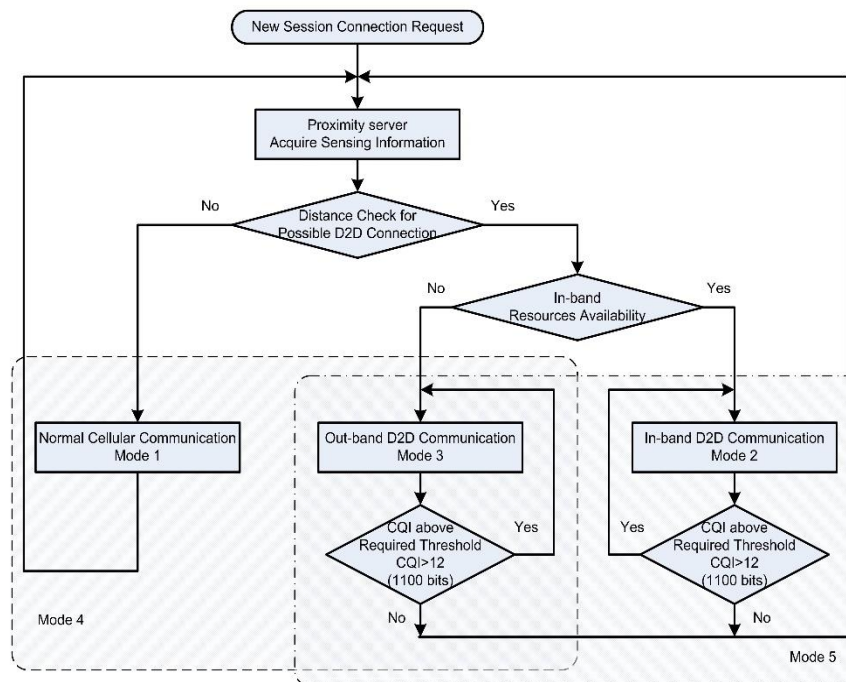 New Session Connection Request
Proximity server
Acquire Sensing Information
No
Yes
Distance Check for
Possible D2D Connection
No
Yes
In-band
Resources Availability
Normal Cellular Communication
Mode 1
Out-band D2D Communication
Mode 3
In-band D2D Communication
Mode 2
CQI above
Required Threshold
CQI>12
(1100 bits)
Yes
Yes
CQI above
Required Threshold
CQI>12
(1100 bits)
No
No
Mode 4
Mode 5